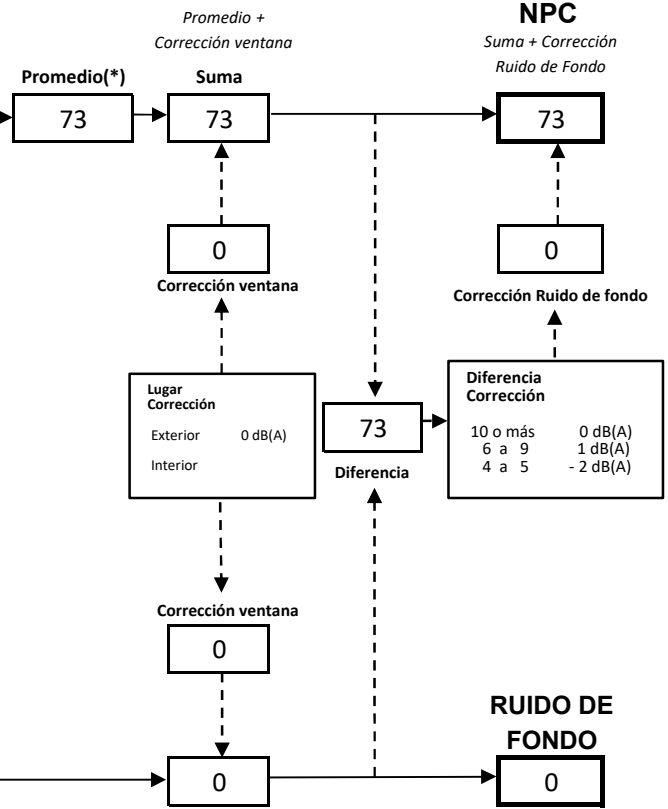 Promedio +
Corrección ventana
NPC
Suma + Corrección
Ruido de Fondo
Promedio(*)
Suma
73
73
73
0
Corrección ventana
0
Corrección Ruido de fondo
Lugar
Corrección
Exterior 0 dB(A)
Interior
73
Diferencia
Diferencia
Corrección
10 o más 0 dB(A)
6 a 9 1 dB(A)
4 a 5 - 2 dB(A)
Corrección ventana
0
0
RUIDO DE
FONDO
0